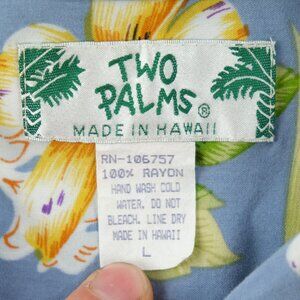 TWO
PALMS®
MADE IN HAWAII
RN-106757
100% RAYON
HAND WASH COLD
WATER. DO NOT
BLEACH. LINE DRY
MADE IN HAWAII
L